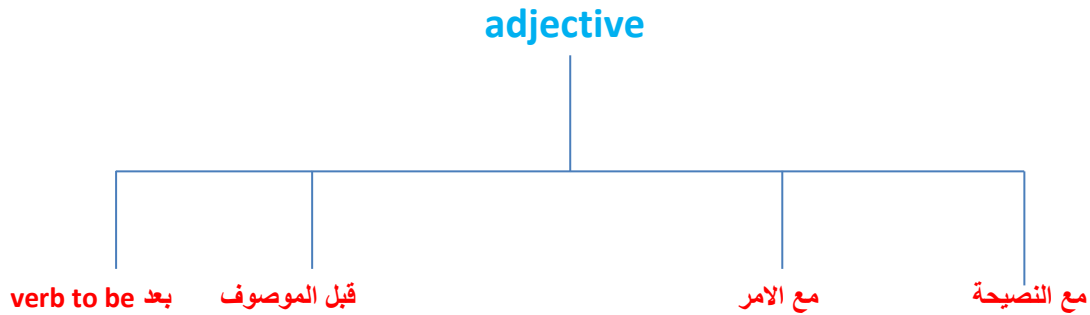 adjective
بعد verb to be
قبل الموصوف
مع الامر
مع النصيحة